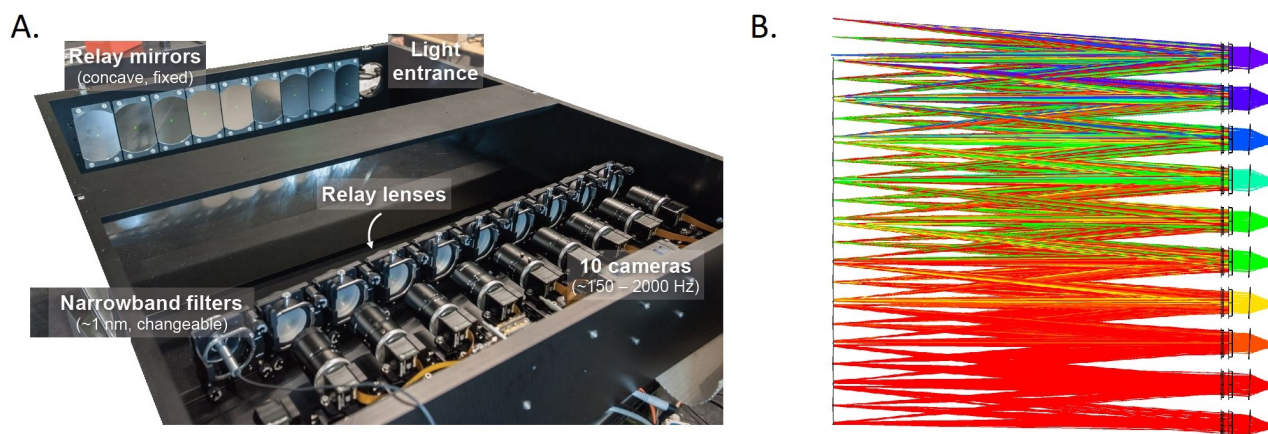 A.
Relay mirrors
(concave, fixed)
Light
entrance
Relay lenses
10 cameras
(~150 – 2000 Hz)
Narrowband filters
(~1 nm, changeable)
B.